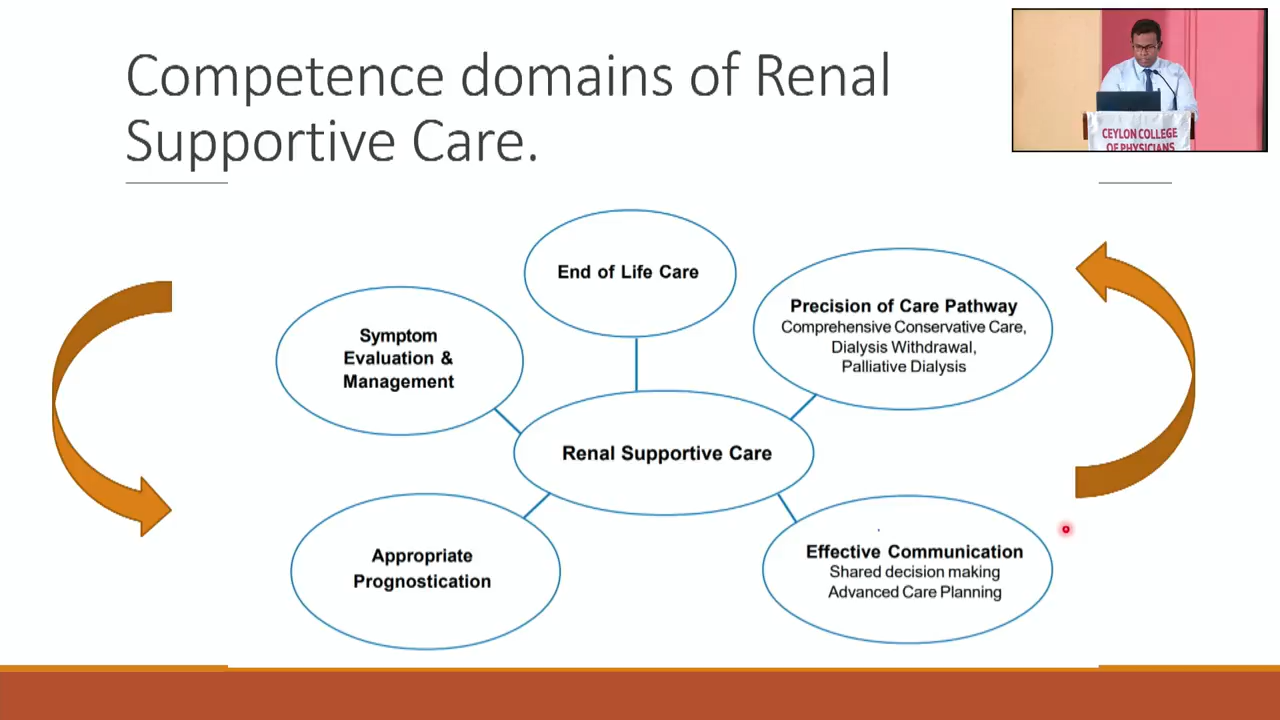 Competence domains of Renal
Supportive Care.
CEYLON COLLEGE
OF PHYSICIANS
End of Life Care
Precision of Care Pathway
Comprehensive Conservative Care,
Dialysis Withdrawal,
Palliative Dialysis
Symptom
Evaluation &
Management
Renal Supportive Care
Appropriate
Prognostication
Effective Communication
Shared decision making
Advanced Care Planning